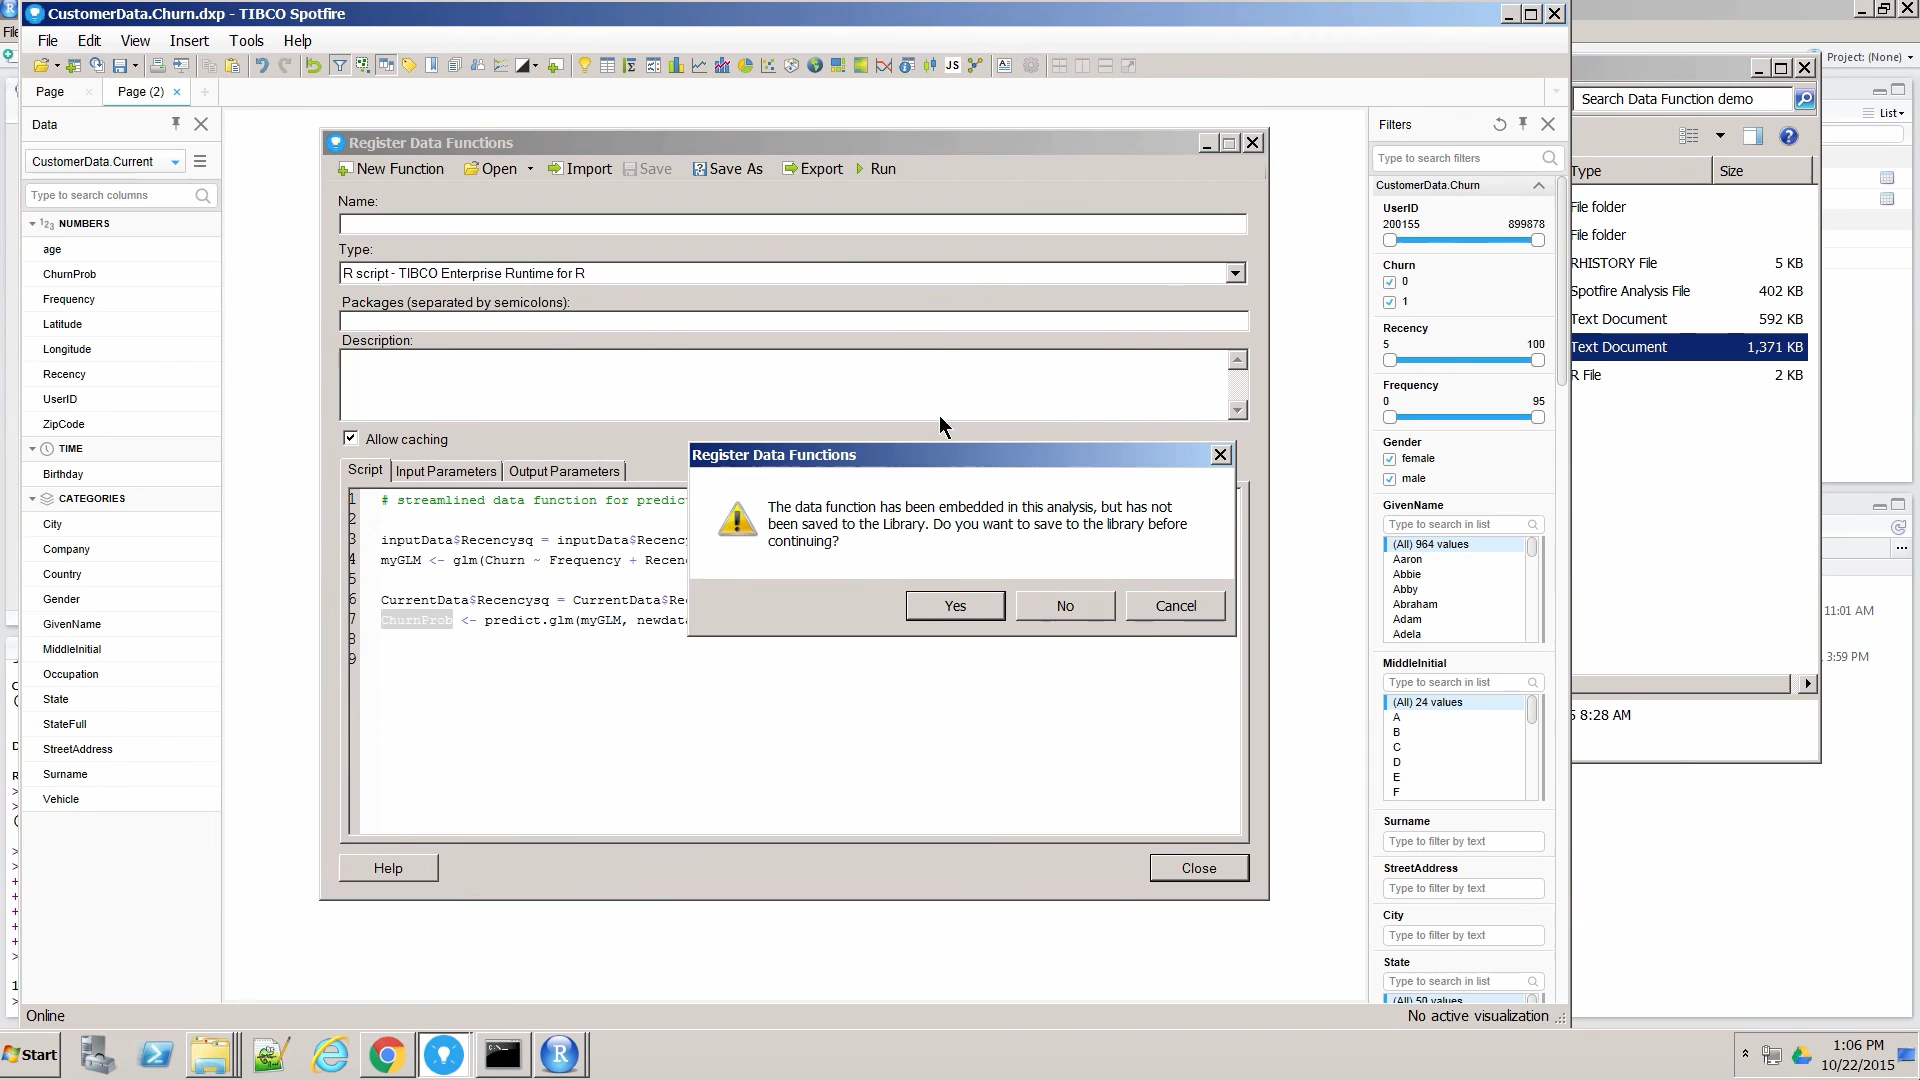 CustomerData.Churn.dxp - TIBCO Spotfire
File Edit View Insert Tools Help
Project: (None)
JS
Page
Page (2)
Search Data Function demo
List
Data
CustomerData.Current
Type to search columns
NUMBERS
age
ChurnProb
Frequency
Latitude
Longitude
Recency
UserID
ZipCode
TIME
Birthday
CATEGORIES
City
Company
Country
Gender
GivenName
MiddleInitial
Occupation
State
StateFull
StreetAddress
Surname
Vehicle
Register Data Functions
New Function Open Import Save Save As Export Run
Name:
Type:
R script - TIBCO Enterprise Runtime for R
Packages (separated by semicolons):
Description:
Allow caching
Script Input Parameters Output Parameters
1 # streamlined data function for predic
2
3 inputData$Recencysq = inputData$Recency
4 myGLM <- glm(Churn ~ Frequency + Recen
5
6 CurrentData$Recencysq = CurrentData$Re
7 ChurnProb <- predict.glm(myGLM, newdata
8
9
Help
Close
Register Data Functions
The data function has been embedded in this analysis, but has not
been saved to the Library. Do you want to save to the library before
continuing?
Yes No Cancel
Filters
Type to search filters
CustomerData.Churn
UserID
200155 899878
Churn
0
1
Recency
5 100
Frequency
0 95
Gender
female
male
GivenName
Type to search in list
(All) 964 values
Aaron
Abbie
Abby
Abraham
Adam
Adela
MiddleInitial
Type to search in list
(All) 24 values
A
B
C
D
E
F
Surname
Type to filter by text
StreetAddress
Type to filter by text
City
Type to filter by text
State
Type to search in list
(All) 50 values
Type Size
File folder
File folder
RHISTORY File 5 KB
Spotfire Analysis File 402 KB
Text Document 592 KB
Text Document 1,371 KB
R File 2 KB
8:28 AM
11:01 AM
3:59 PM
Online
No active visualization
Start
1:06 PM
10/22/2015